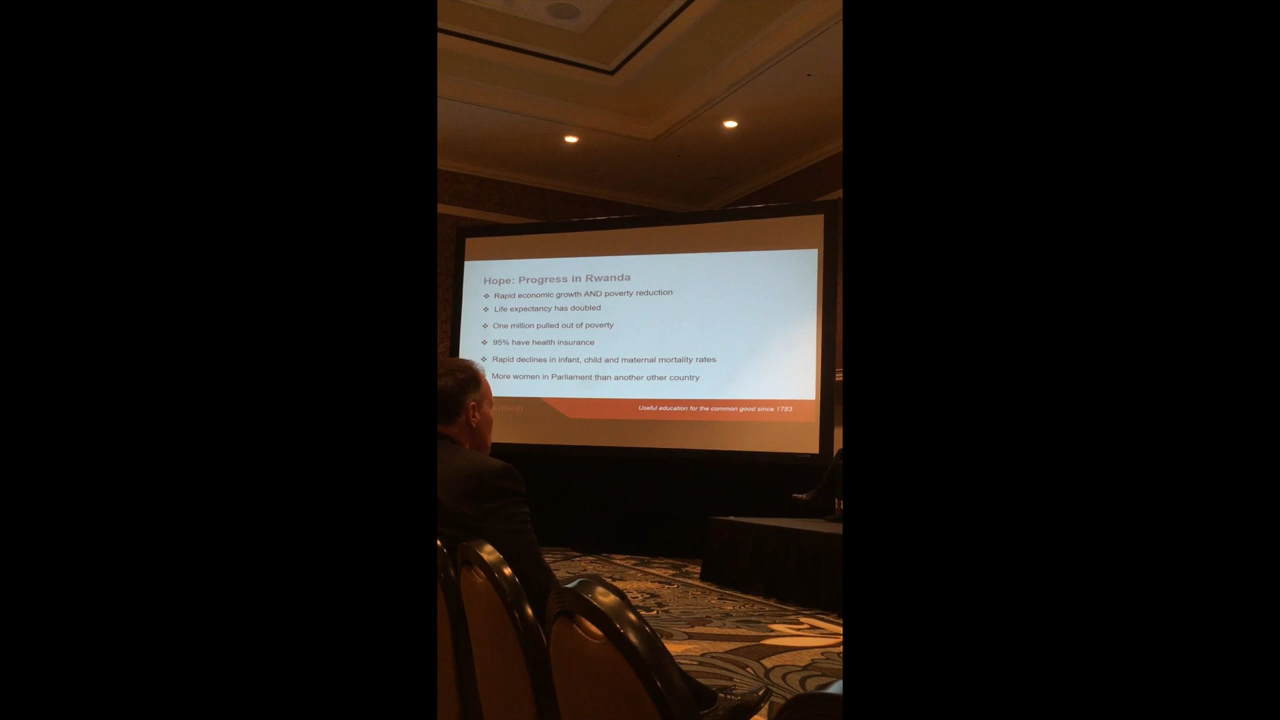 Hope: Progress in Rwanda
❖ Rapid economic growth AND poverty reduction
❖ Life expectancy has doubled
❖ One million pulled out of poverty
❖ 95% have health insurance
❖ Rapid declines in infant, child and maternal mortality rates
More women in Parliament than another other country
Useful education for the common good since 1783